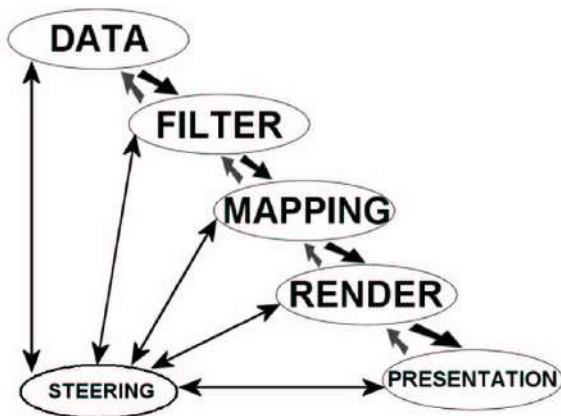 DATA
FILTER
MAPPING
RENDER
PRESENTATION
STEERING